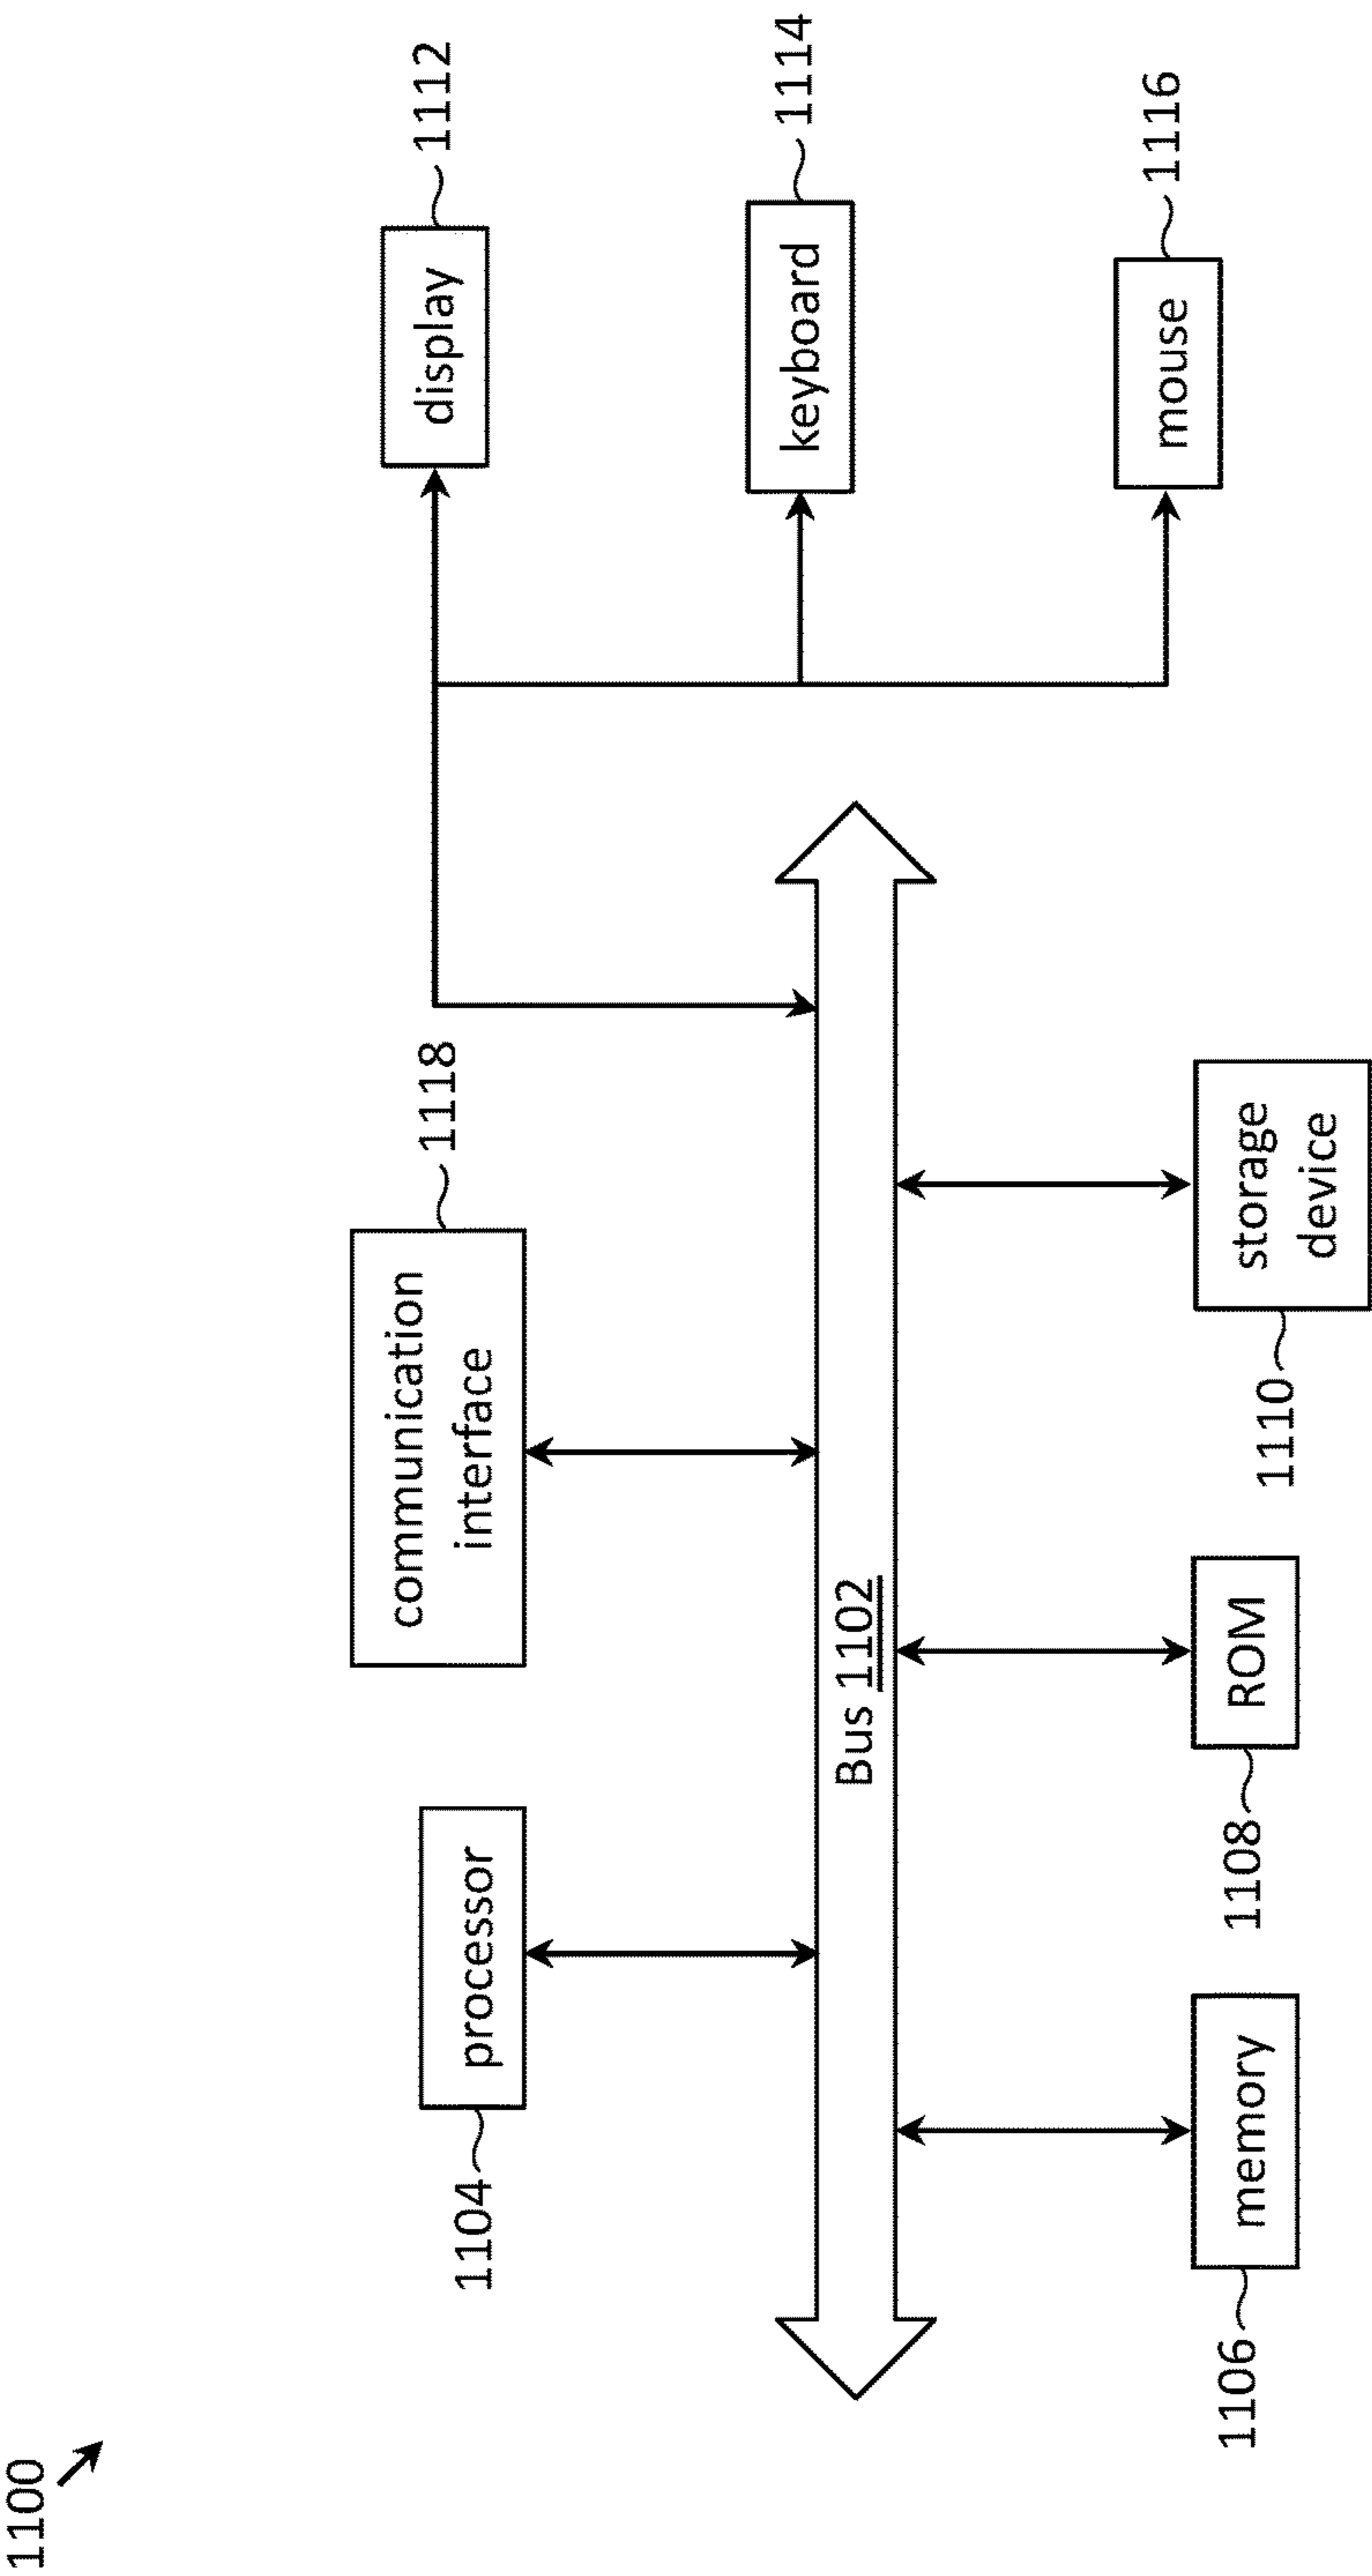 1100
1104
processor
communication
interface
1118
display
1112
keyboard
1114
mouse
1116
Bus 1102
1106
memory
1108
ROM
1110
storage
device